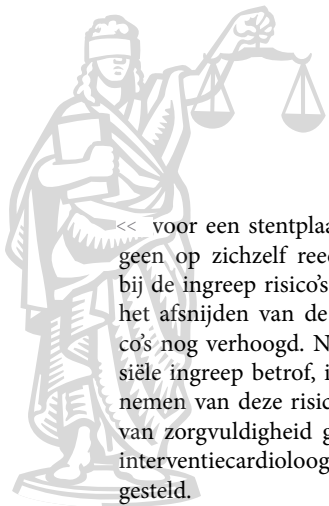 << voor een stentplaa
geen op zichzelf reed
bij de ingreep risico's
het afsnijden van de
co's nog verhoogd. N
siële ingreep betrof, i
nemen van deze risic
van zorgvuldigheid g
interventiecardioloog
gesteld.